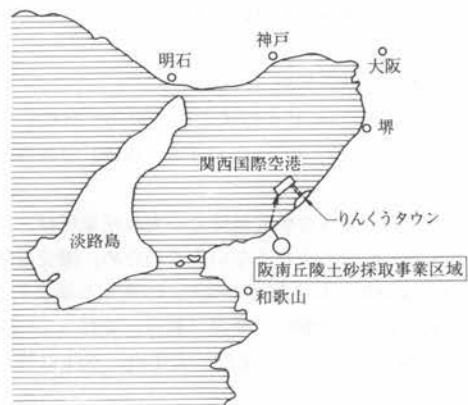 神戸
明石
大阪
堺
関西国際空港
りんくうタウン
淡路島
阪南丘陵土砂採取事業区域
和歌山